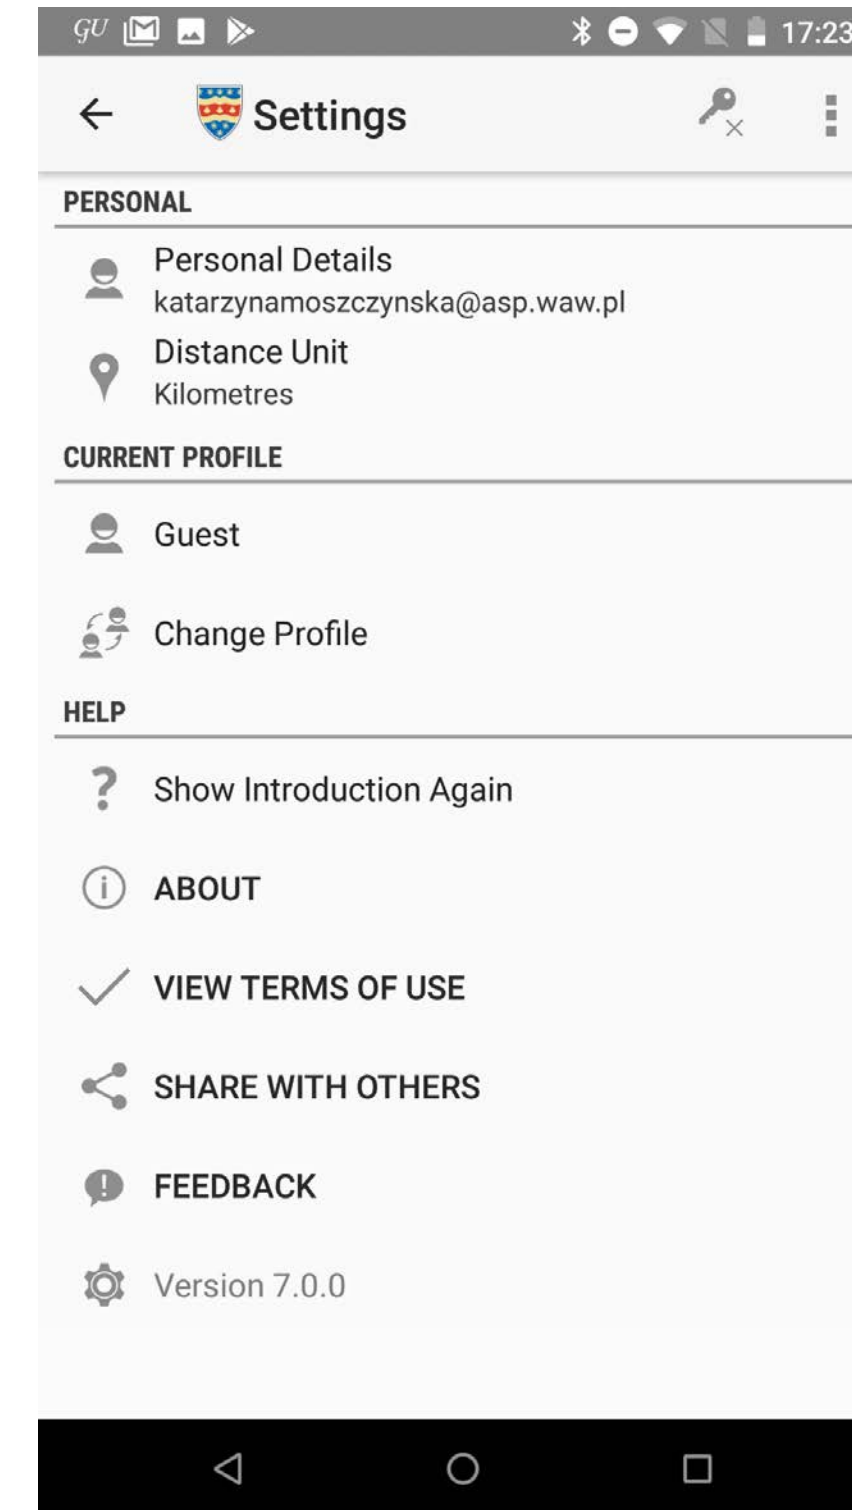 GU 17:23
Settings
PERSONAL
Personal Details
katarzynamoszczynska@asp.waw.pl
Distance Unit
Kilometres
CURRENT PROFILE
Guest
Change Profile
HELP
? Show Introduction Again
ABOUT
VIEW TERMS OF USE
SHARE WITH OTHERS
FEEDBACK
Version 7.0.0